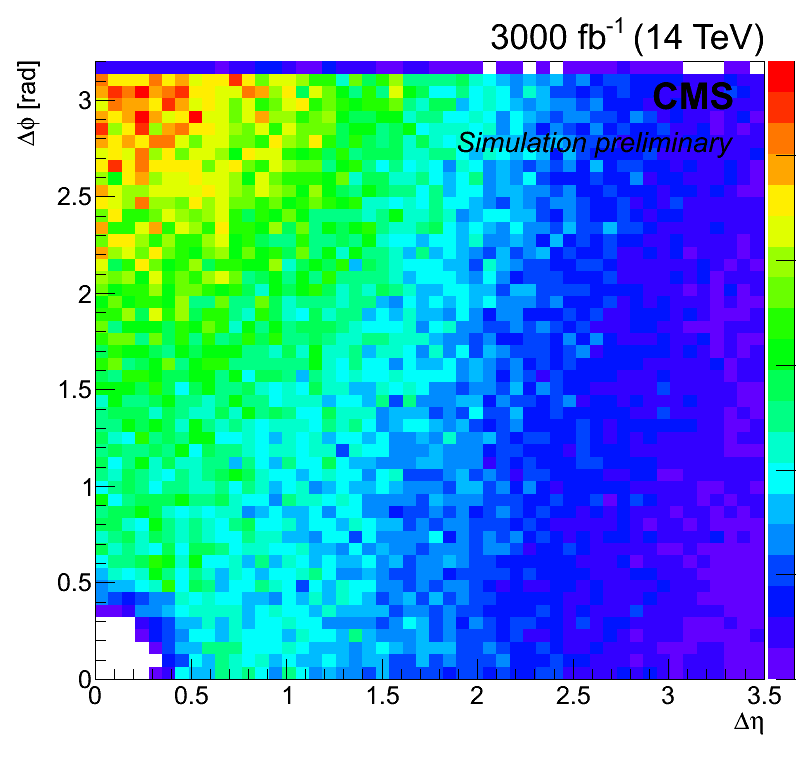 3000 fb-1 (14 TeV)
Δϕ [rad]
CMS
Simulation preliminary
3
2.5
2
1.5
1
0.5
0
0 0.5 1 1.5 2 2.5 3 3.5
Δη